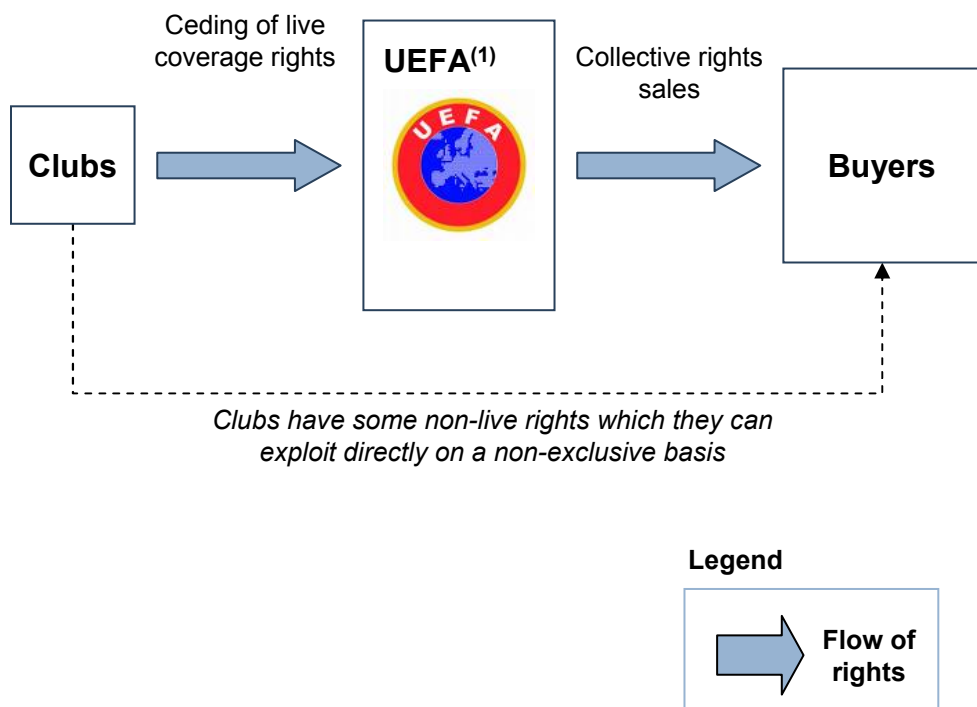 Ceding of live
coverage rights
UEFA(1)
Collective rights
sales
Clubs
UEFA
Buyers
Clubs have some non-live rights which they can
exploit directly on a non-exclusive basis
Legend
Flow of
rights